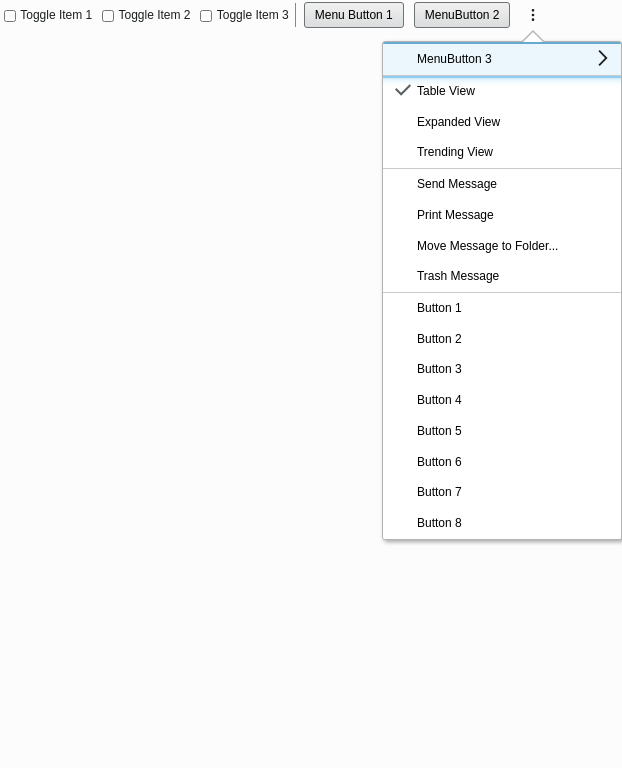 Toggle Item 1 Toggle Item 2 Toggle Item 3 Menu Button 1 MenuButton 2
MenuButton 3
Table View
Expanded View
Trending View
Send Message
Print Message
Move Message to Folder...
Trash Message
Button 1
Button 2
Button 3
Button 4
Button 5
Button 6
Button 7
Button 8